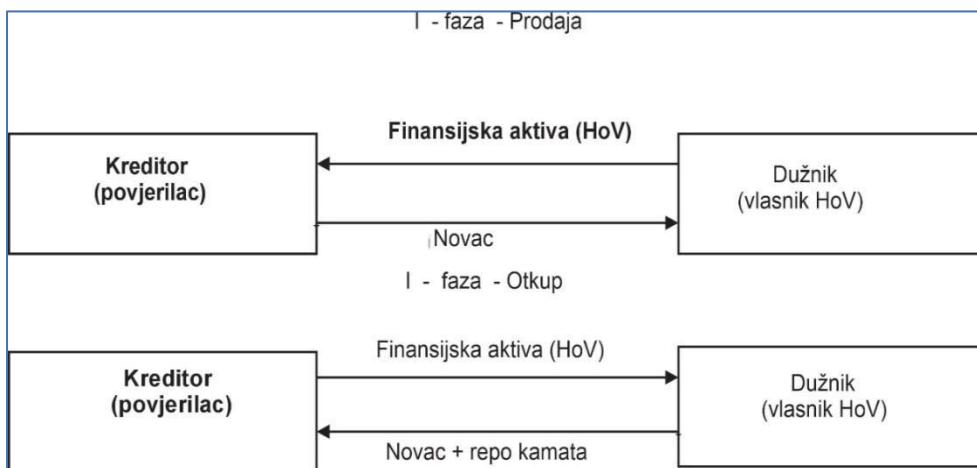 I - faza - Prodaja
Finansijska aktiva (HoV)
Kreditor
(povjerilac)
Dužnik
(vlasnik HoV)
Novac
I - faza - Otkup
Finansijska aktiva (HoV)
Kreditor
(povjerilac)
Dužnik
(vlasnik HoV)
Novac + repo kamata